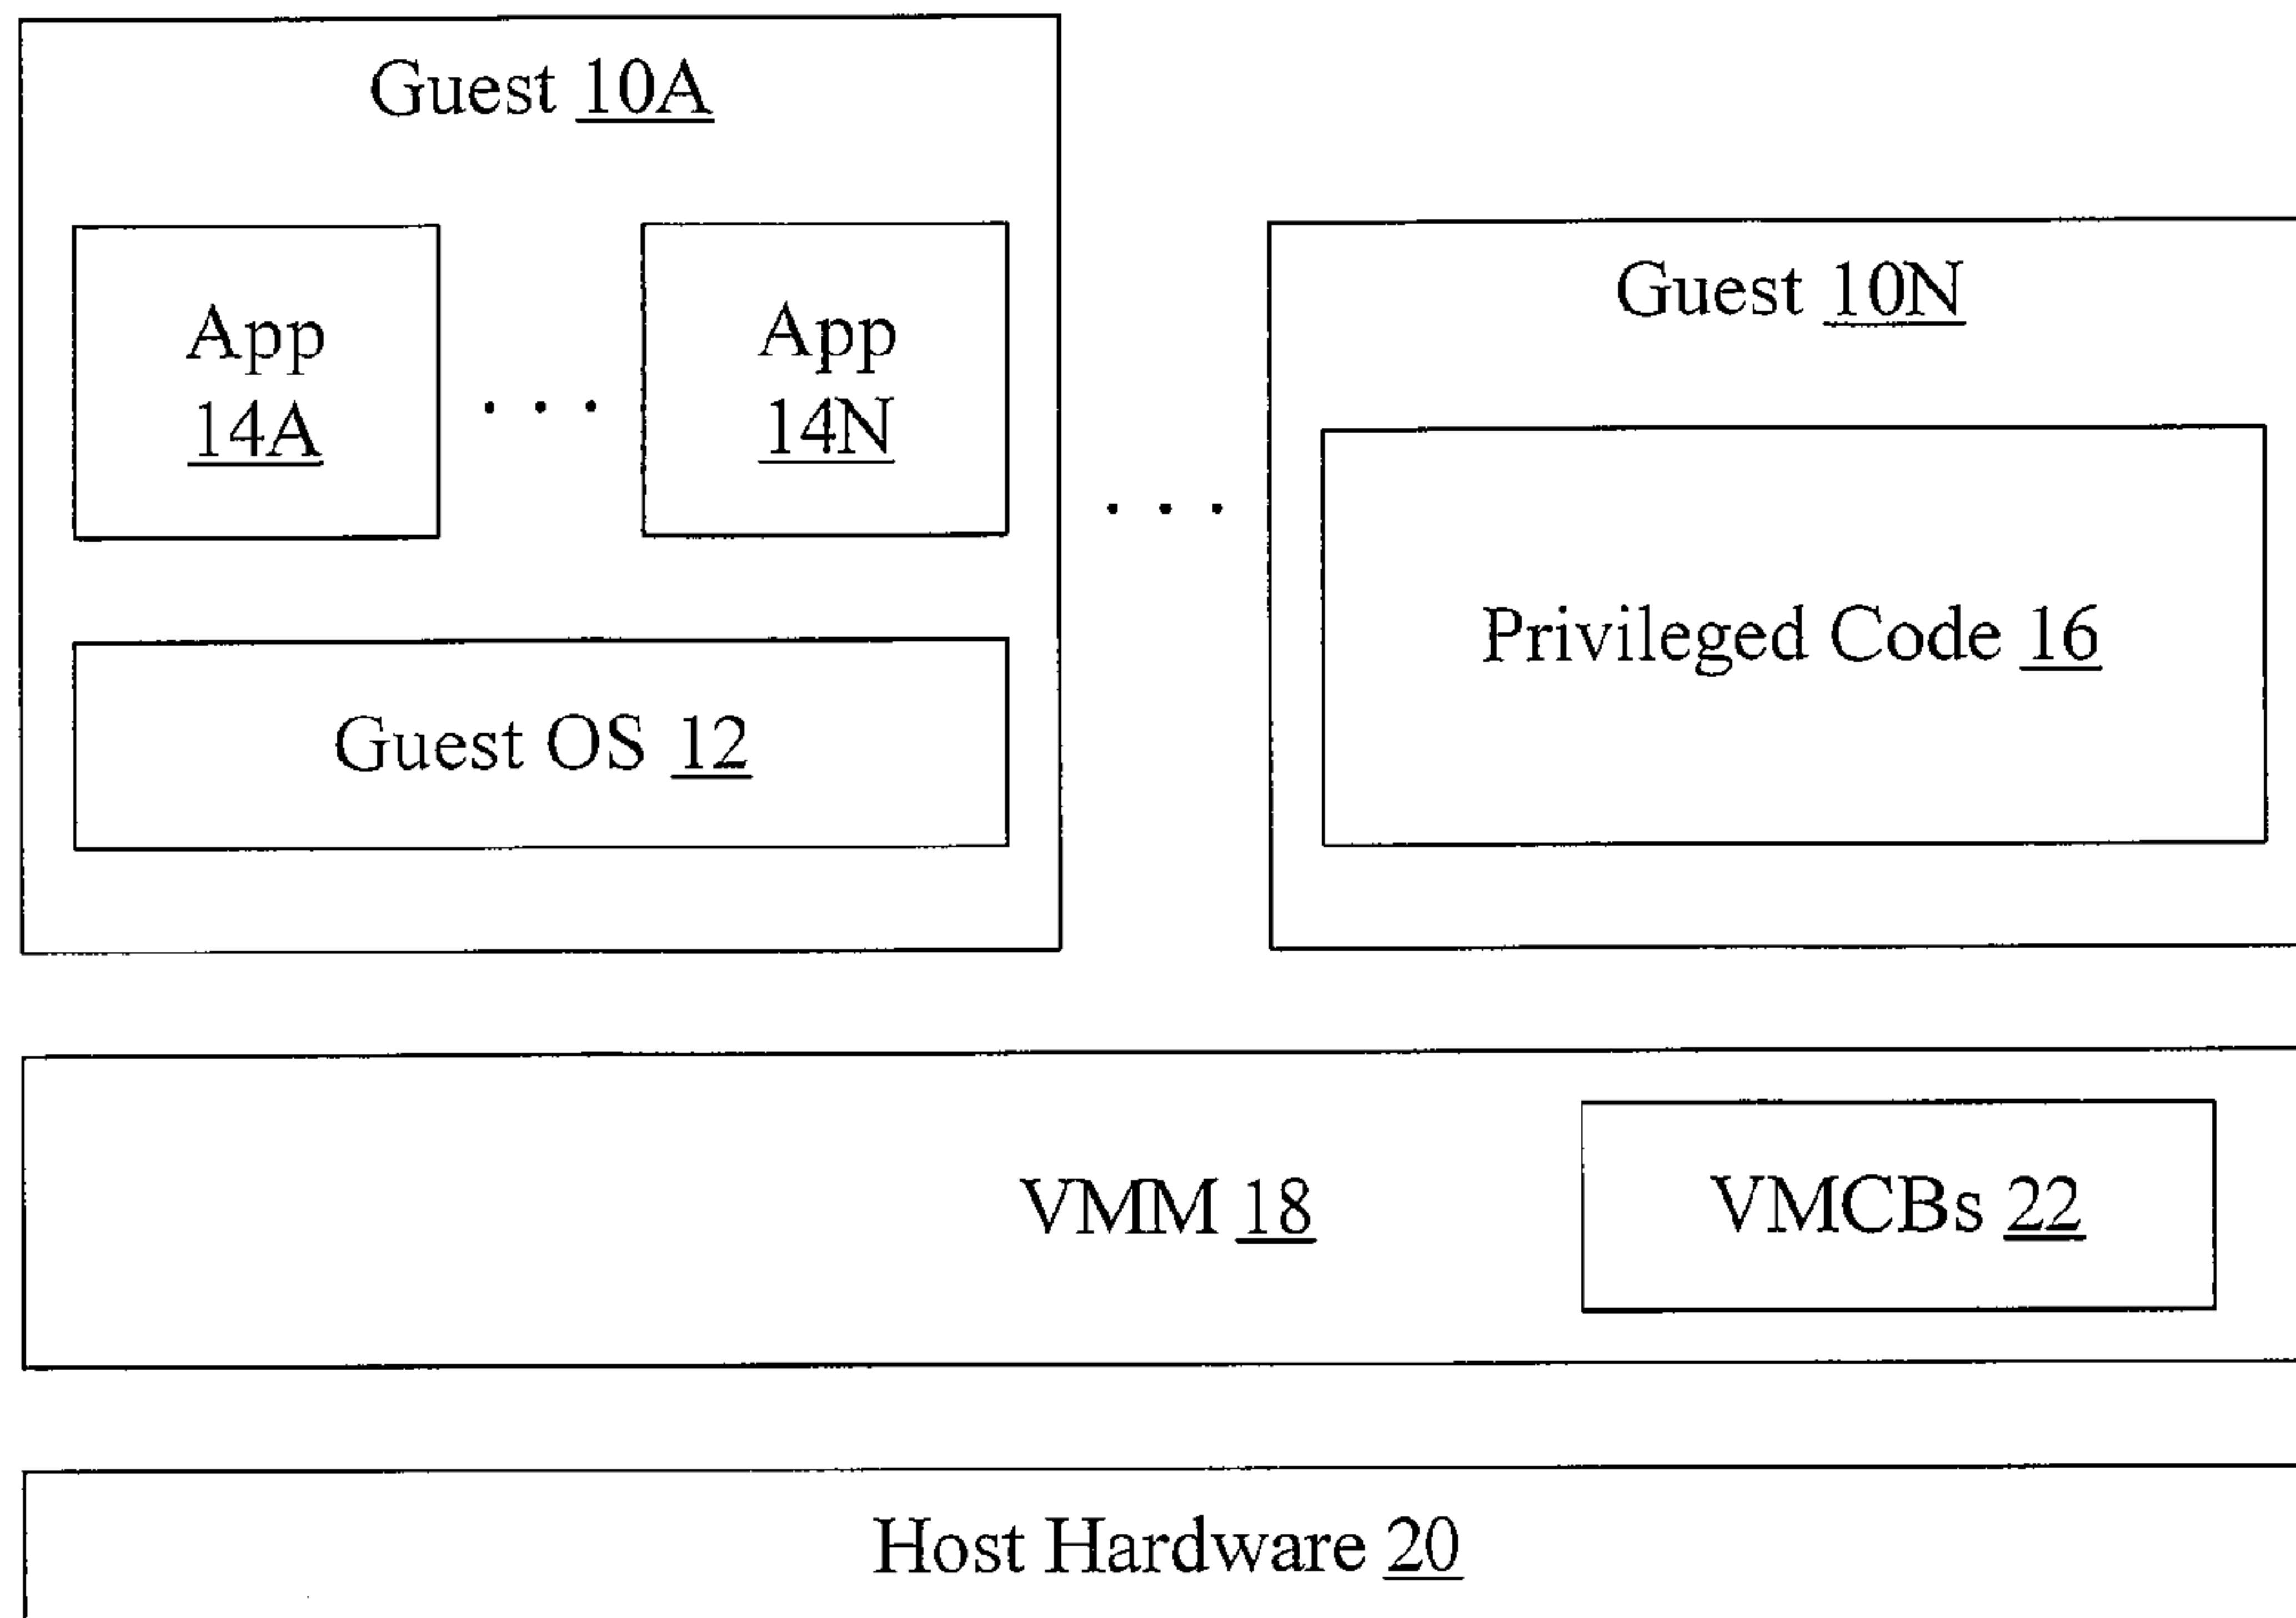 Guest 10A
App
14A
. . .
App
14N
Guest OS 12
. . .
Guest 10N
Privileged Code 16
VMM 18
VMCBs 22
Host Hardware 20